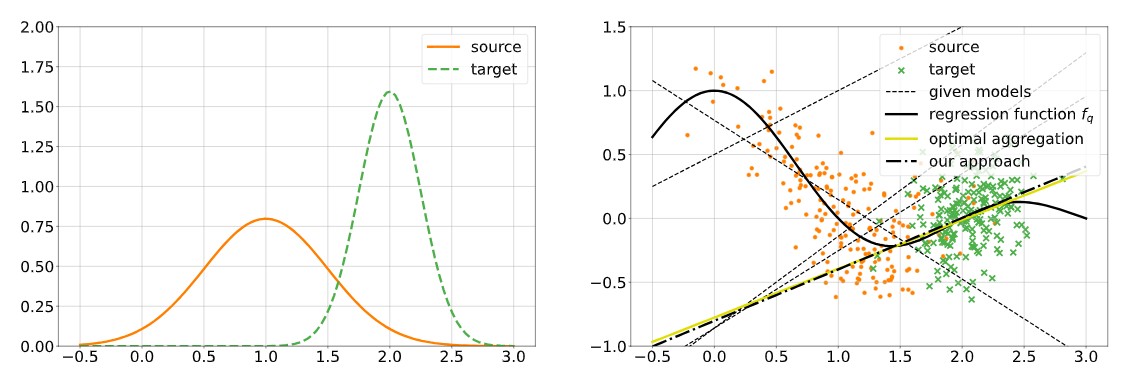 2.00
1.75
1.50
1.25
1.00
0.75
0.50
0.25
0.00
−0.5 0.0 0.5 1.0 1.5 2.0 2.5 3.0
source
target
1.5
1.0
0.5
0.0
−0.5
−1.0
−0.5 0.0 0.5 1.0 1.5 2.0 2.5 3.0
source
target
given models
regression function f_q
optimal aggregation
our approach